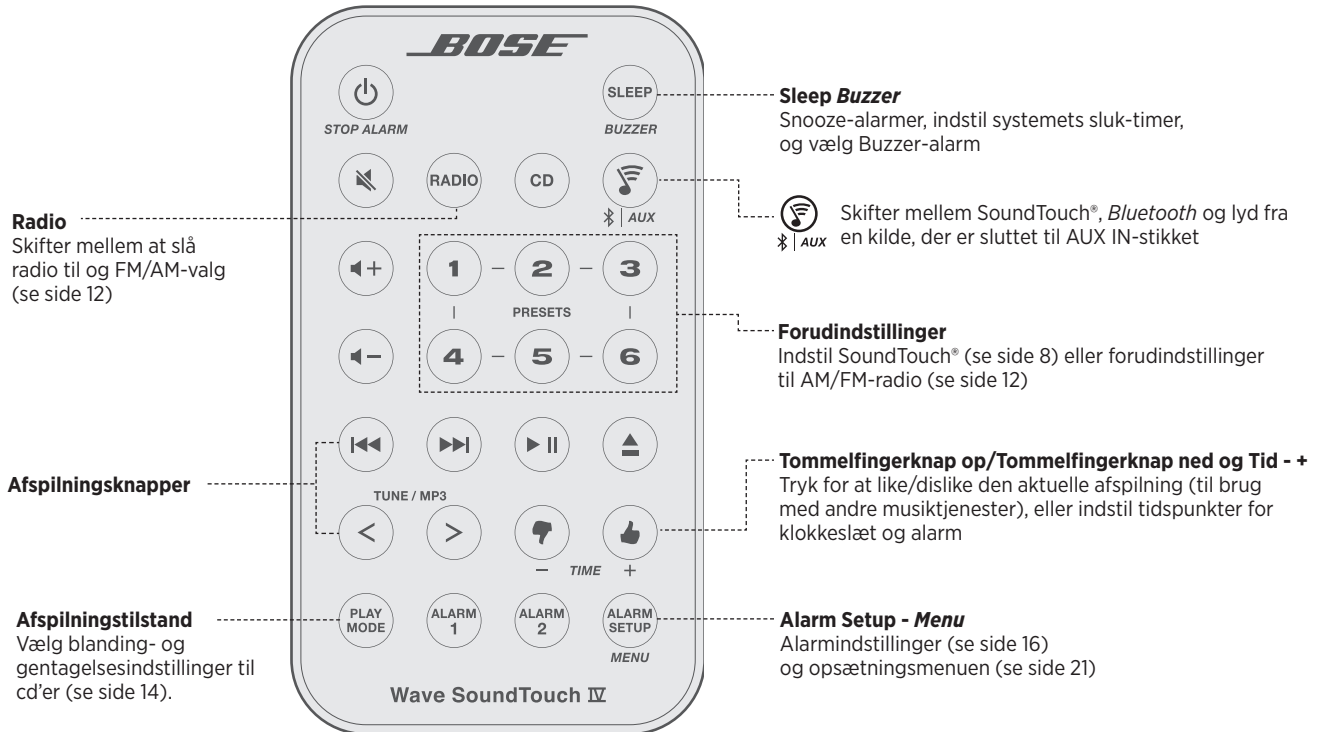 BOSE
SLEEP
STOP ALARM
BUZZER
RADIO
CD
AUX
1 – 2 – 3
PRESETS
4 – 5 – 6
TUNE / MP3
– TIME +
PLAY
MODE
ALARM
1
ALARM
2
ALARM
SETUP
MENU
Wave SoundTouch IV
Radio
Skifter mellem at slå
radio til og FM/AM-valg
(se side 12)
Afspilningsknapper
Afspilningstilstand
Vælg blanding- og
gentagelsesindstillinger til
cd’er (se side 14).
Sleep Buzzer
Snooze-alarmer, indstil systemets sluk-timer,
og vælg Buzzer-alarm
Skifter mellem SoundTouch®, Bluetooth og lyd fra
AUX en kilde, der er sluttet til AUX IN-stikket
Forudindstillinger
Indstil SoundTouch® (se side 8) eller forudindstillinger
til AM/FM-radio (se side 12)
Tommelfingerknap op/Tommelfingerknap ned og Tid - +
Tryk for at like/dislike den aktuelle afspilning (til brug
med andre musiktjenester), eller indstil tidspunkter for
klokkeslæt og alarm
Alarm Setup - Menu
Alarmindstillinger (se side 16)
og opsætningsmenuen (se side 21)